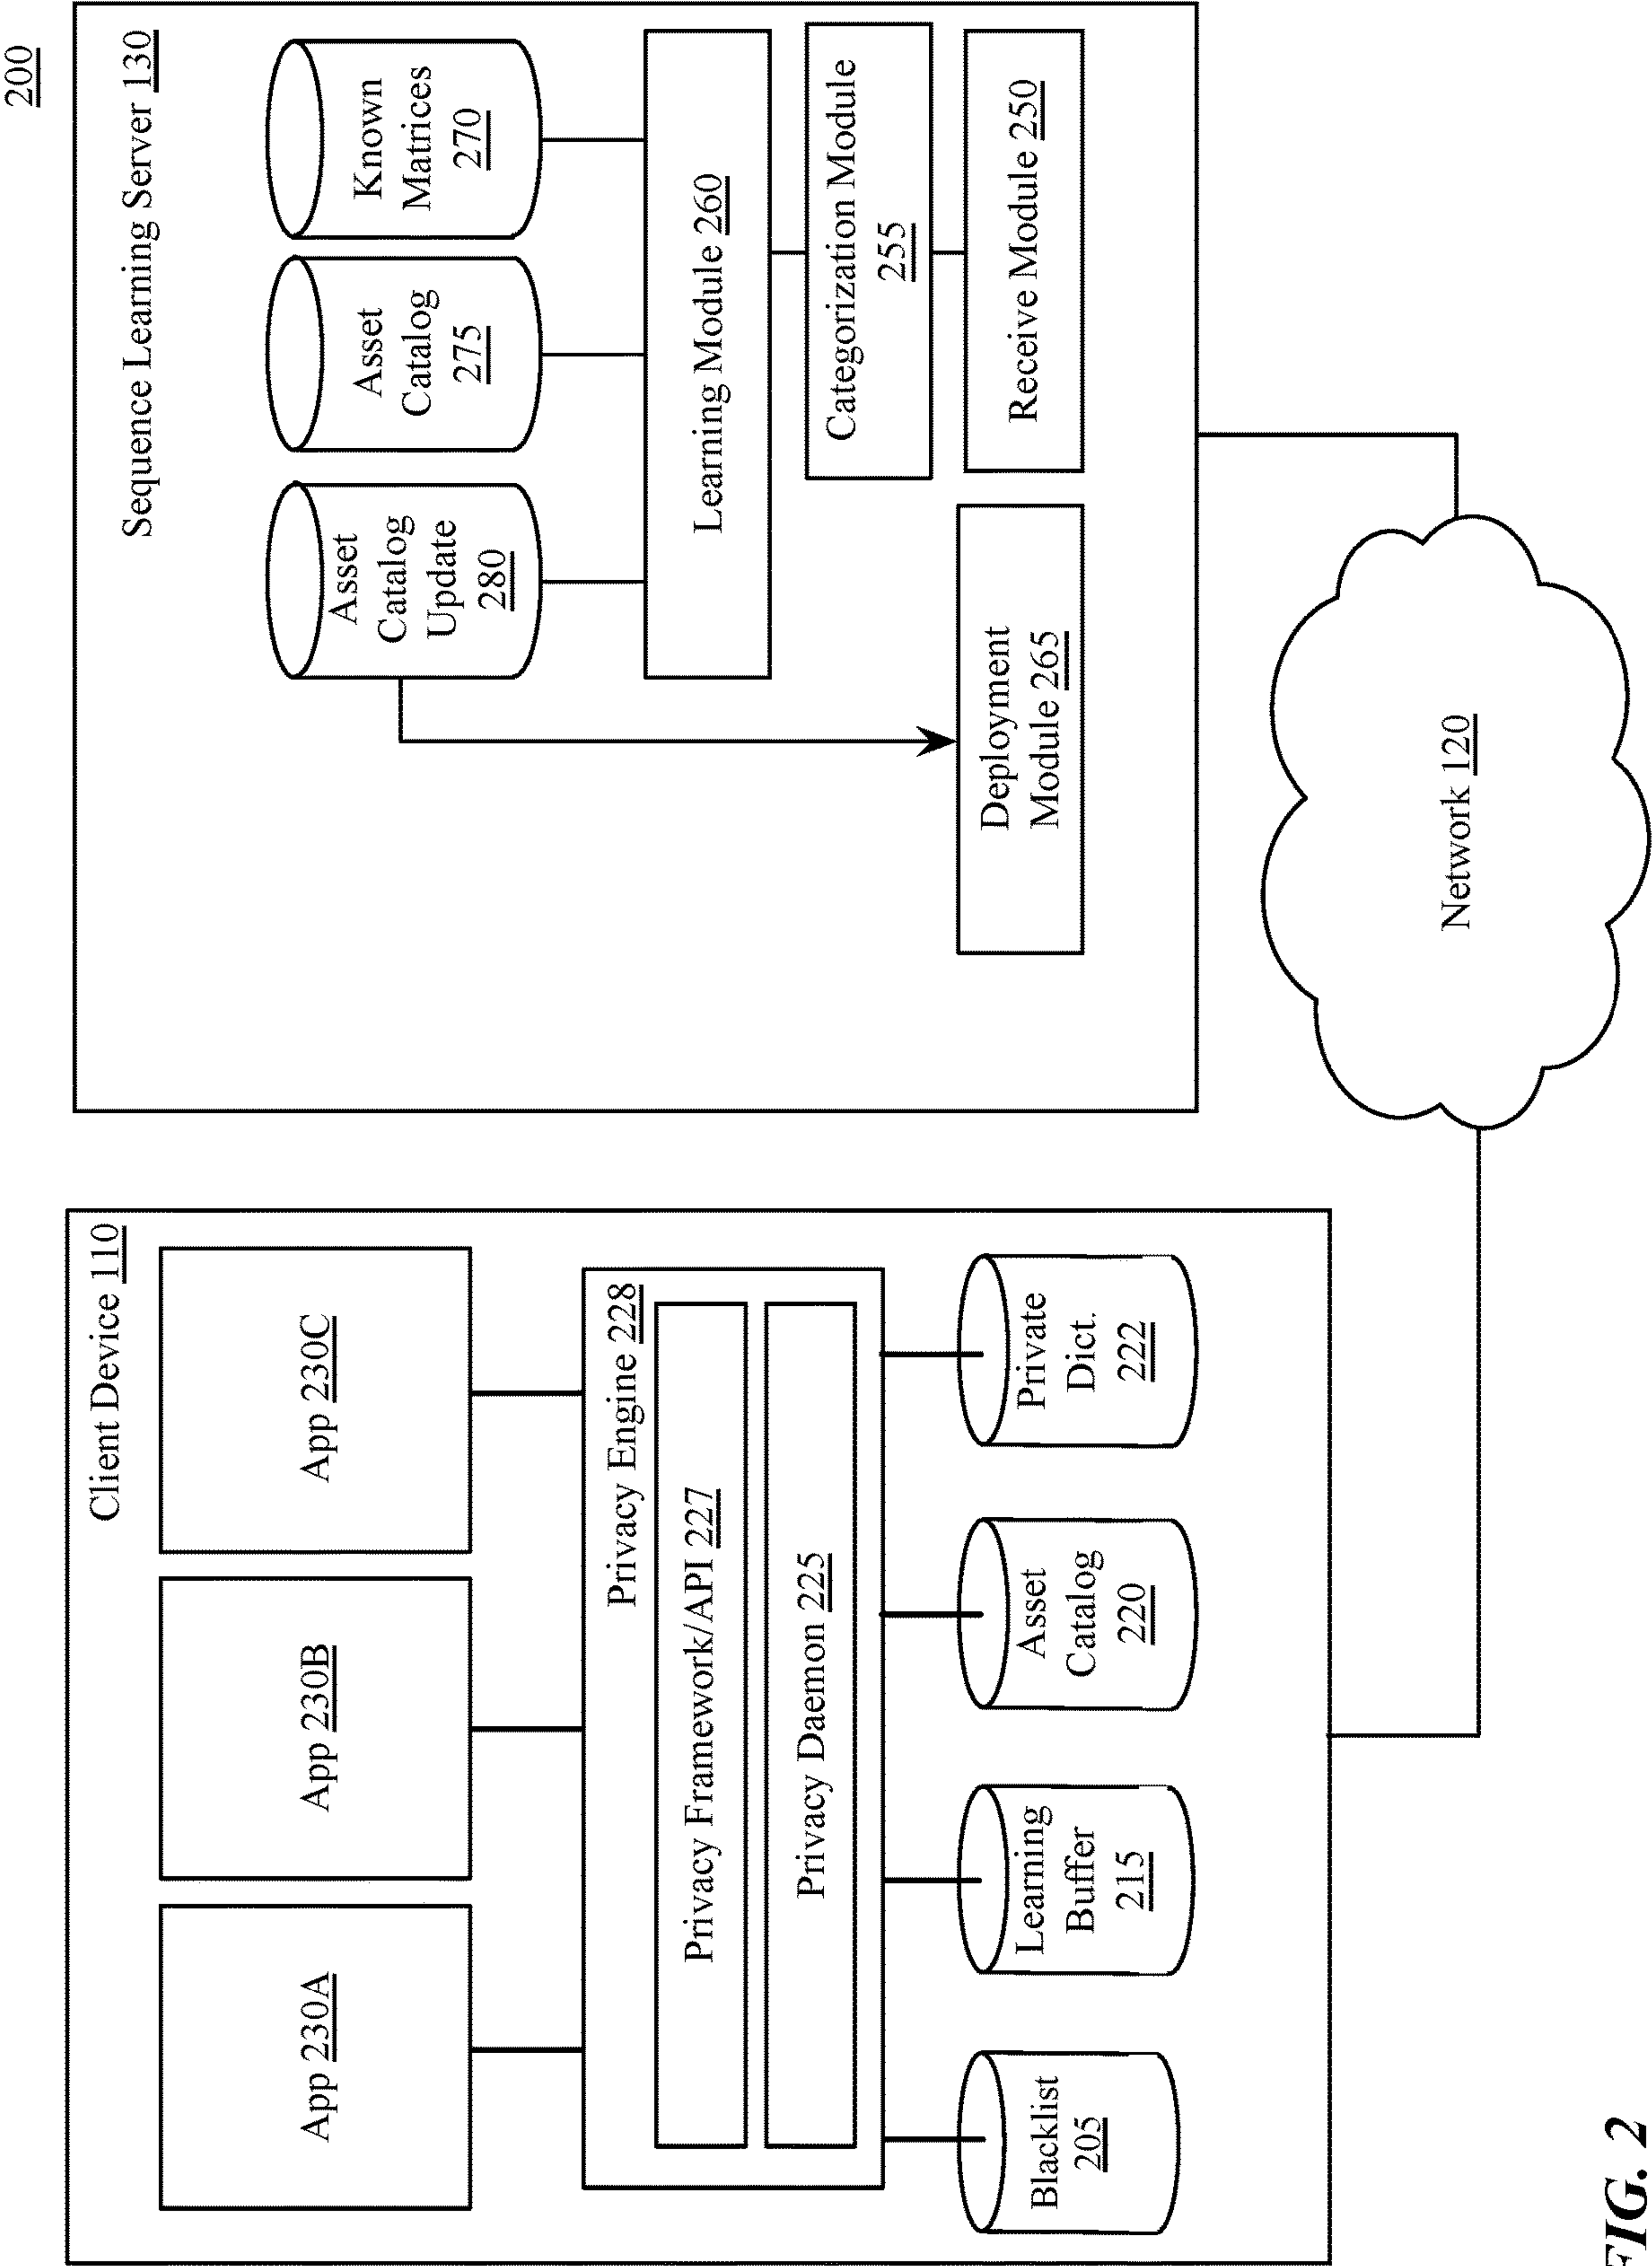 200
Client Device 110
App 230A
App 230B
App 230C
Privacy Engine 228
Privacy Framework/API 227
Privacy Daemon 225
Blacklist
205
Learning
Buffer
215
Asset
Catalog
220
Private
Dict.
222
Sequence Learning Server 130
Asset
Catalog
Update
280
Asset
Catalog
275
Known
Matrices
270
Learning Module 260
Categorization Module
255
Deployment
Module 265
Receive Module 250
Network 120
FIG. 2